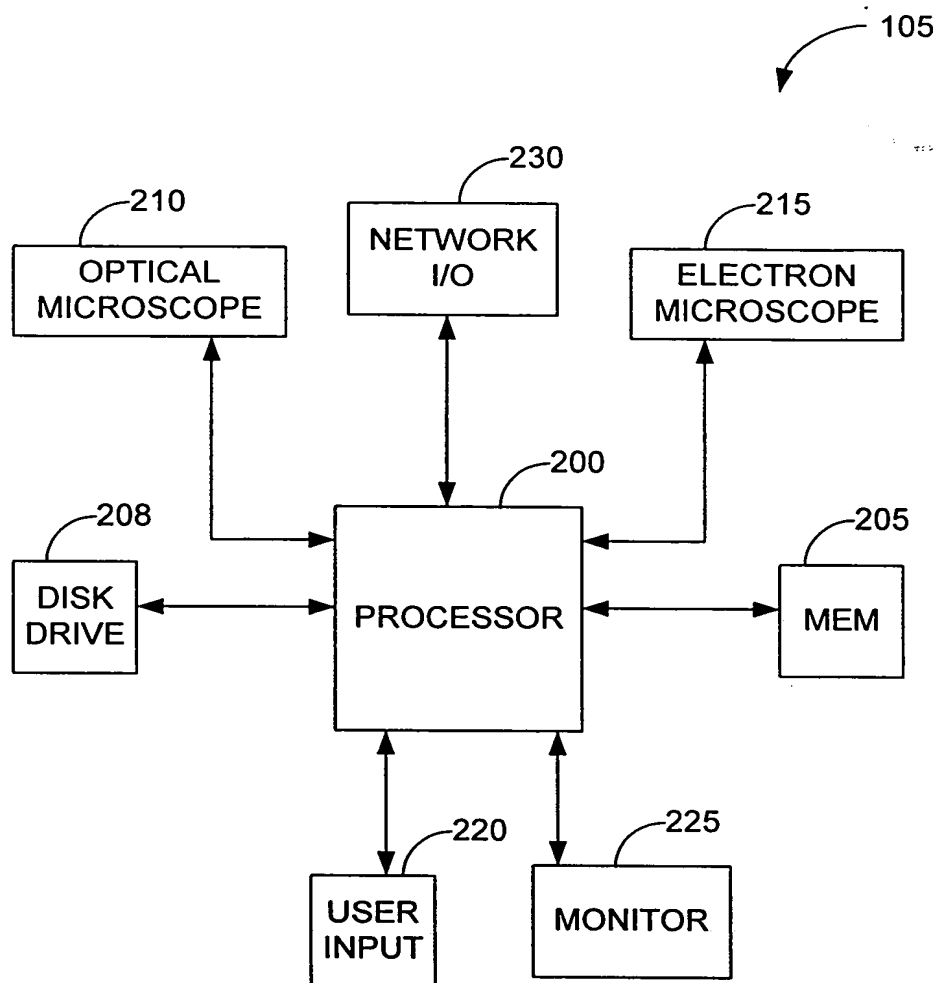 105
230
210
215
NETWORK
I/O
OPTICAL
MICROSCOPE
ELECTRON
MICROSCOPE
200
208
205
DISK
DRIVE
PROCESSOR
MEM
220
225
USER
INPUT
MONITOR